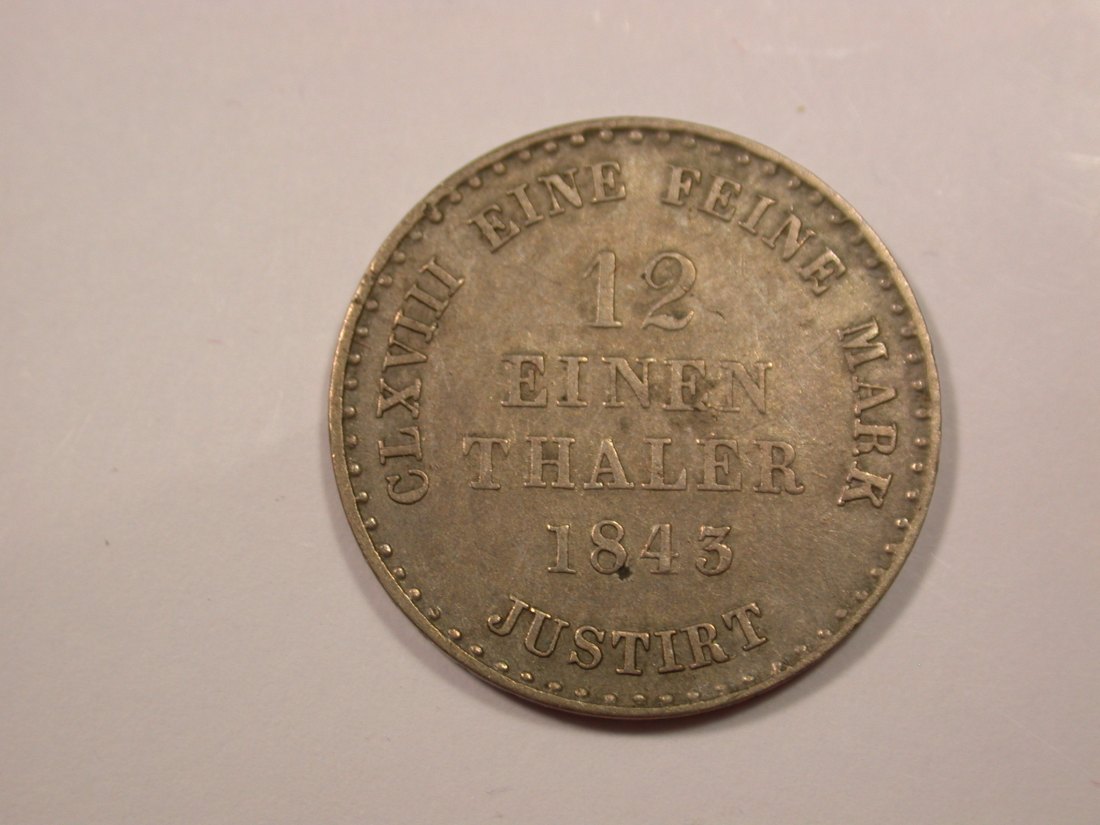 CLXVIII EINE FEINE MARK
12
EINEN
THALER
1843
JUSTIRT